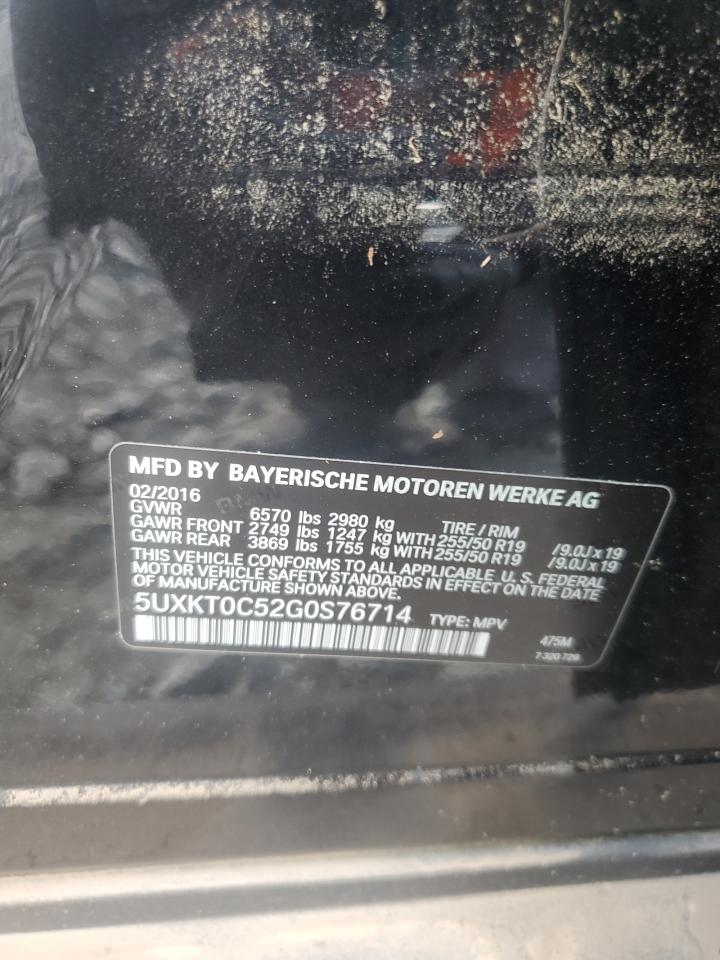 MFD BY BAYERISCHE MOTOREN WERKE AG
02/2016
GVWR 6570 lbs 2980 kg TIRE / RIM
GAWR FRONT 2749 lbs 1247 kg WITH 255/50 R19 /9.0J x 19
GAWR REAR 3869 lbs 1755 kg WITH 255/50 R19 /9.0J x 19
THIS VEHICLE CONFORMS TO ALL APPLICABLE U.S. FEDERAL
MOTOR VEHICLE SAFETY STANDARDS IN EFFECT ON THE DATE
OF MANUFACTURE SHOWN ABOVE.
5UXKT0C52G0S76714 TYPE: MPV
475M
7 320 729